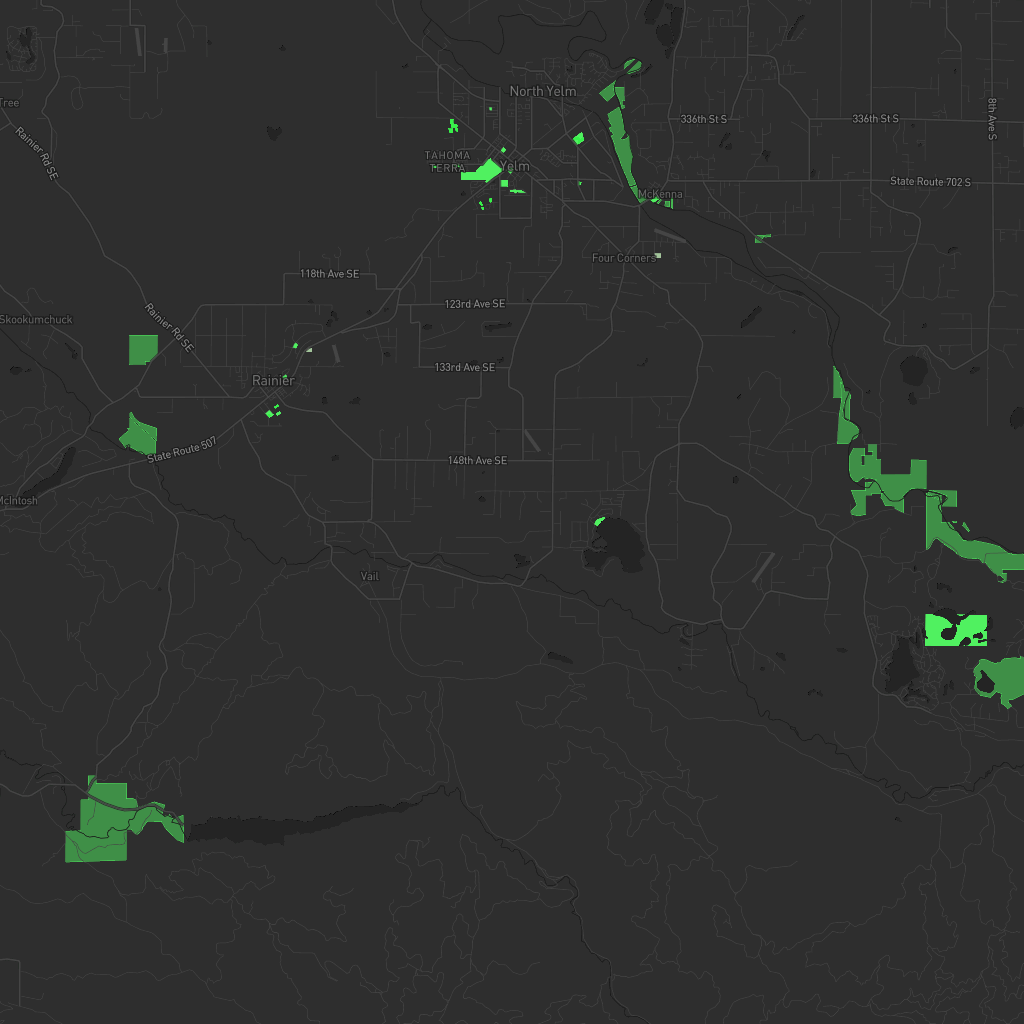 North Yelm
Tree
8th Ave S
336th St S
336th St S
Rainier Rd SE
TAHOMA
TERRA
Yelm
State Route 702 S
McKenna
Four Corners
118th Ave SE
123rd Ave SE
Rainier Rd SE
Skookumchuck
133rd Ave SE
Rainier
State Route 507
148th Ave SE
McIntosh
Vail